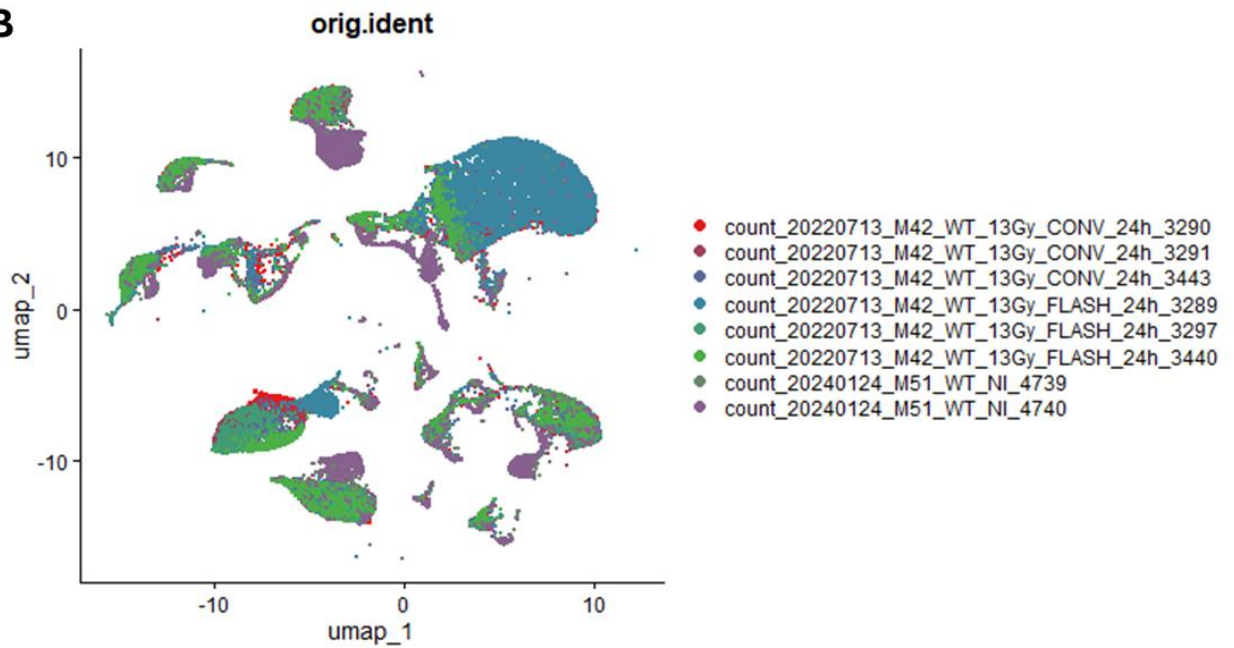 B
orig.ident
umap_2
10
0
-10
-10
0
10
umap_1
count_20220713_M42_WT_13Gy_CONV_24h_3290
count_20220713_M42_WT_13Gy_CONV_24h_3291
count_20220713_M42_WT_13Gy_CONV_24h_3443
count_20220713_M42_WT_13Gy_FLASH_24h_3289
count_20220713_M42_WT_13Gy_FLASH_24h_3297
count_20220713_M42_WT_13Gy_FLASH_24h_3440
count_20240124_M51_WT_NI_4739
count_20240124_M51_WT_NI_4740